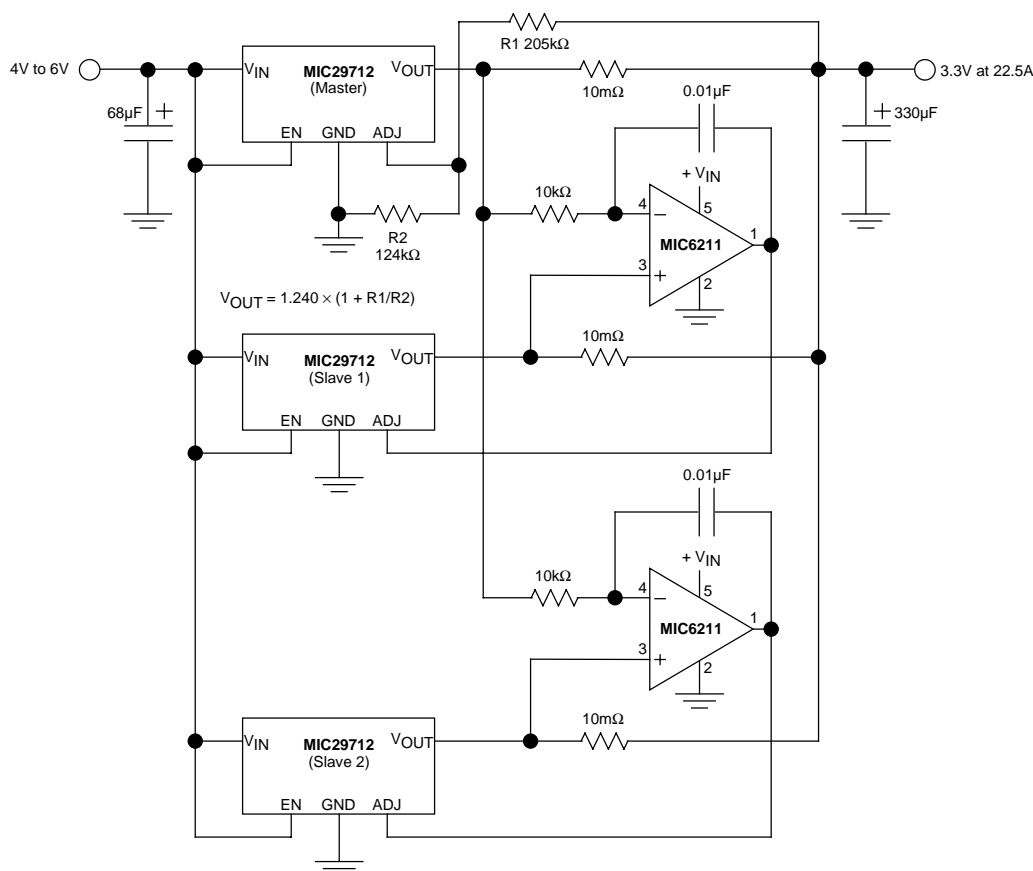 R1 205kΩ
4V to 6V
VIN
MIC29712
(Master)
VOUT
10mΩ
3.3V at 22.5A
68µF
+
EN
GND
ADJ
0.01µF
+
330µF
+ VIN
10kΩ
4
−
5
MIC6211
1
R2
124kΩ
3
+
2
VOUT = 1.240 × (1 + R1/R2)
VIN
MIC29712
(Slave 1)
VOUT
10mΩ
EN
GND
ADJ
0.01µF
+ VIN
10kΩ
4
−
5
MIC6211
1
3
+
2
10mΩ
VIN
MIC29712
(Slave 2)
VOUT
EN
GND
ADJ